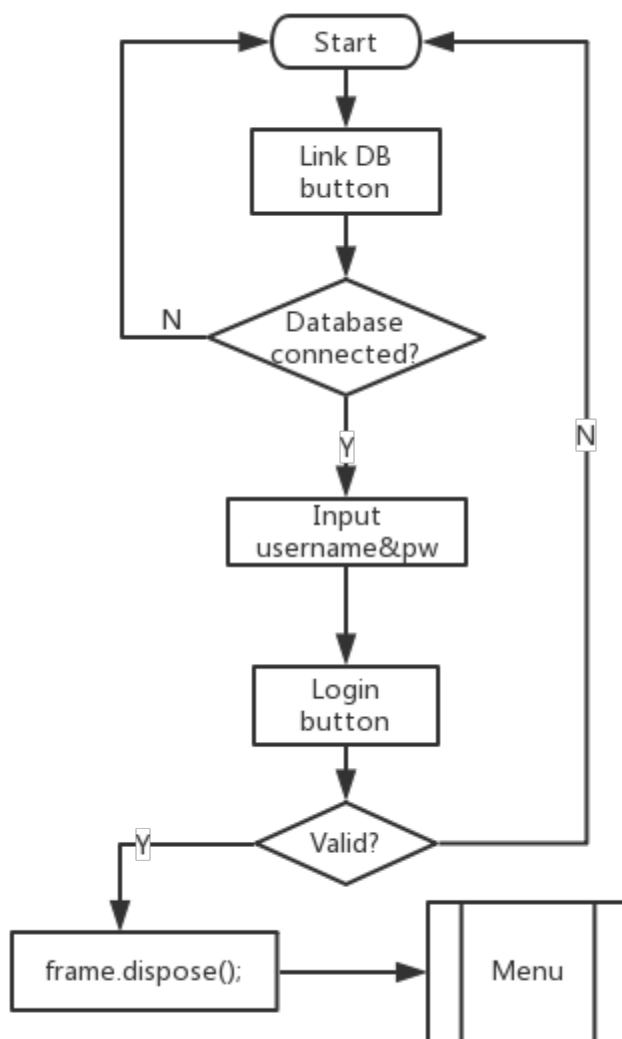 Start
Link DB
button
N
Database
connected?
N
Y
Input
username&pw
Login
button
Y
Valid?
frame.dispose();
Menu